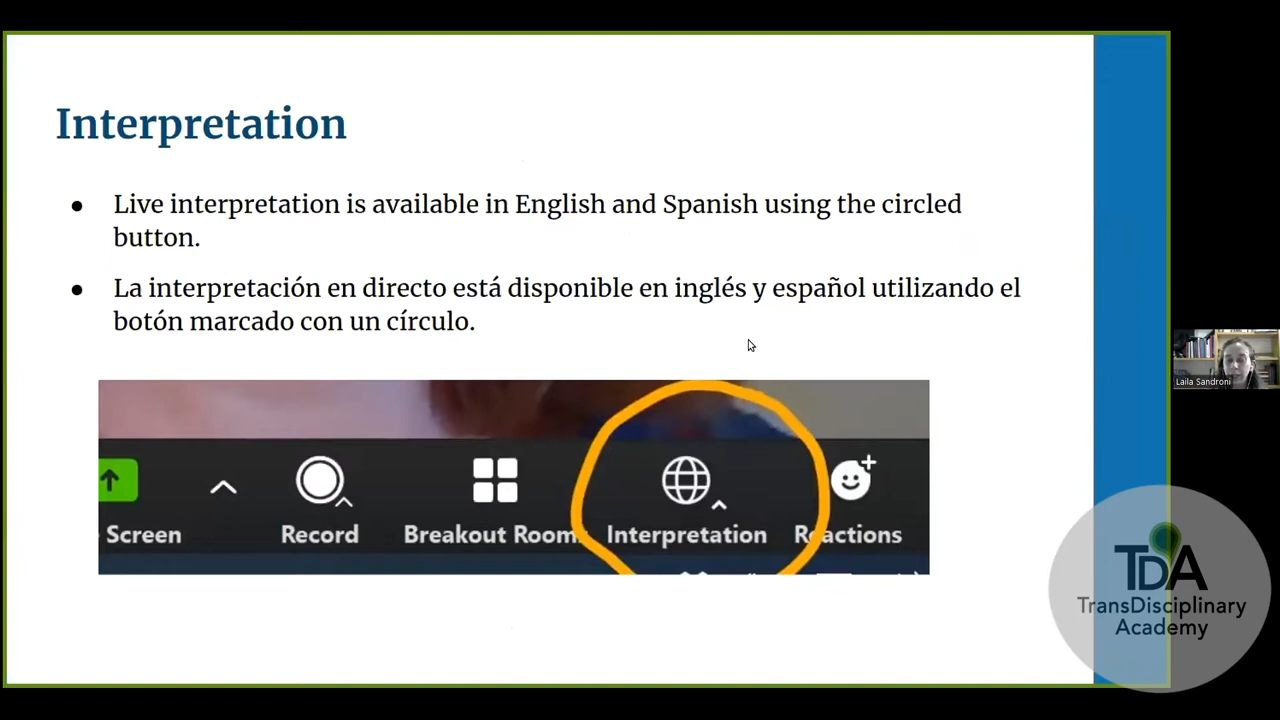 Interpretation
● Live interpretation is available in English and Spanish using the circled
button.
● La interpretación en directo está disponible en inglés y español utilizando el
botón marcado con un círculo.
Laila Sandroni
Screen
Record
Breakout Room
Interpretation
Reactions
TDA
TransDisciplinary
Academy